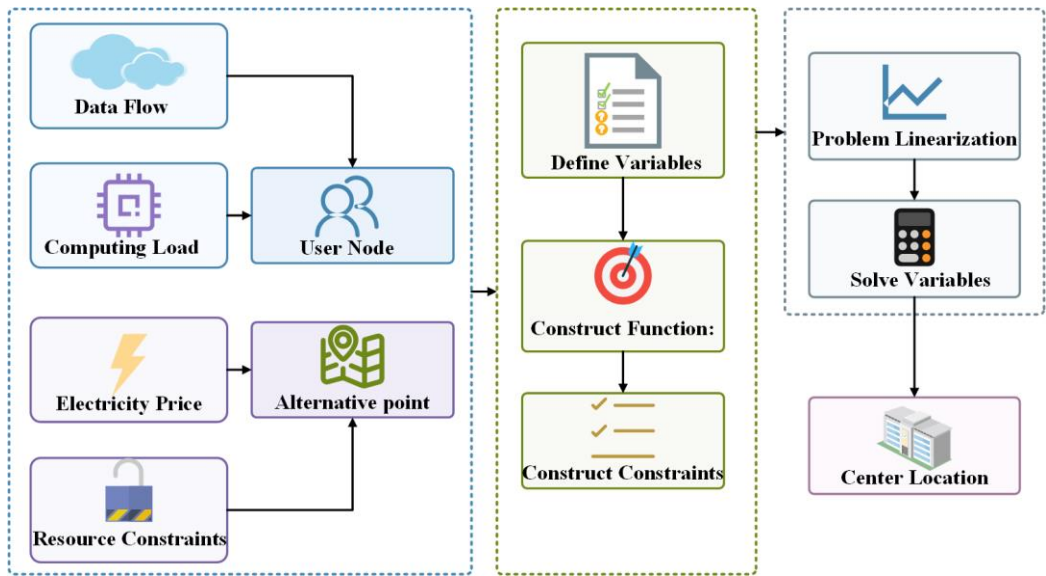 Data Flow
Computing Load
User Node
Electricity Price
Alternative point
Resource Constraints
Define Variables
Construct Function:
Construct Constraints
Problem Linearization
Solve Variables
Center Location